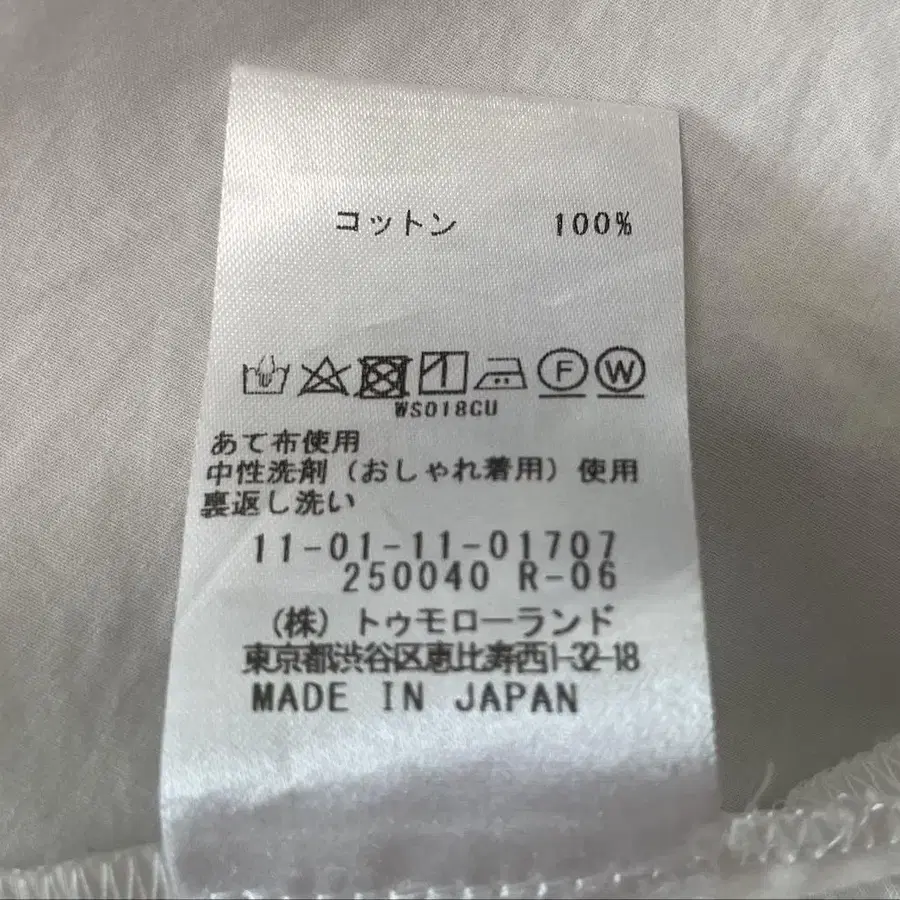 コットン 100%
F W
WS018CU
あて布使用
中性洗剤（おしゃれ着用）使用
裏返し洗い
11-01-11-01707
250040 R-06
（株）トゥモローランド
東京都渋谷区恵比寿西1-32-18
MADE IN JAPAN